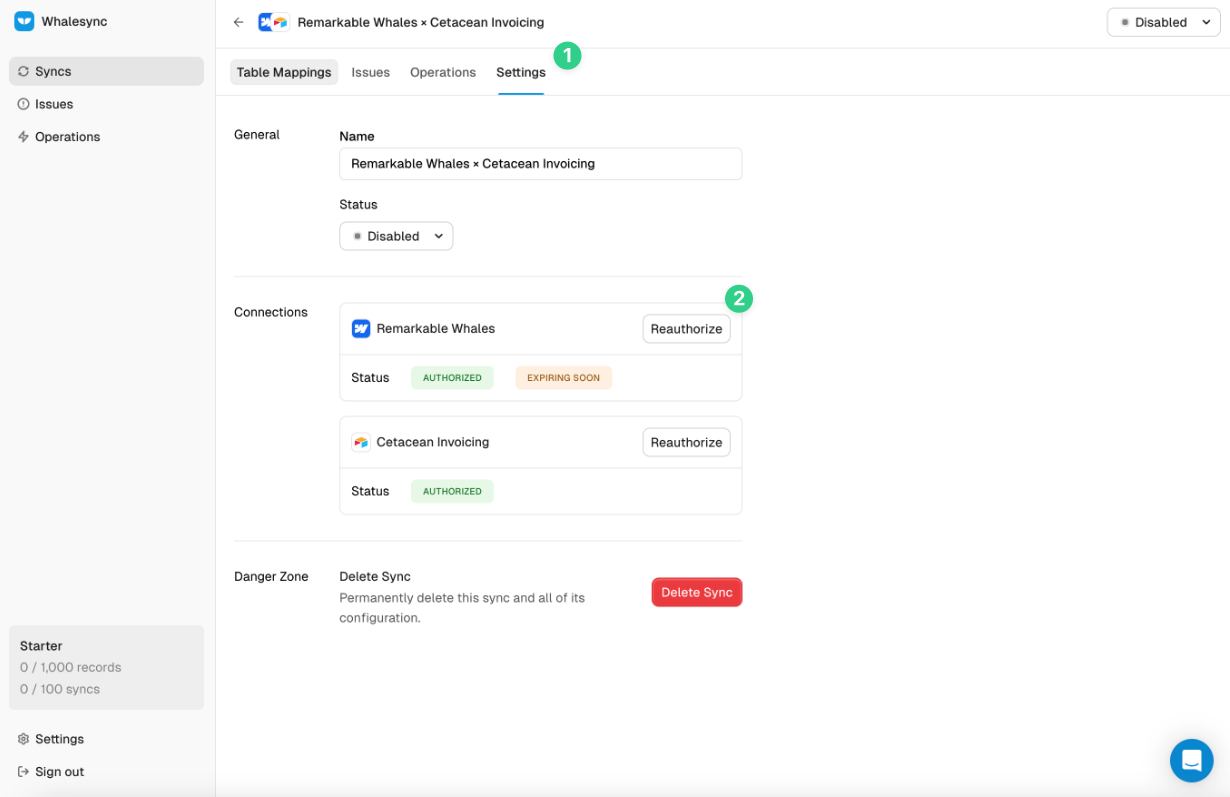 Whalesync
Syncs
Issues
Operations
Starter
0 / 1,000 records
0 / 100 syncs
Settings
Sign out
Remarkable Whales × Cetacean Invoicing
Disabled
Table Mappings
Issues
Operations
Settings
1
General
Name
Remarkable Whales × Cetacean Invoicing
Status
Disabled
Connections
2
Remarkable Whales
Reauthorize
Status
AUTHORIZED
EXPIRING SOON
Cetacean Invoicing
Reauthorize
Status
AUTHORIZED
Danger Zone
Delete Sync
Permanently delete this sync and all of its
configuration.
Delete Sync